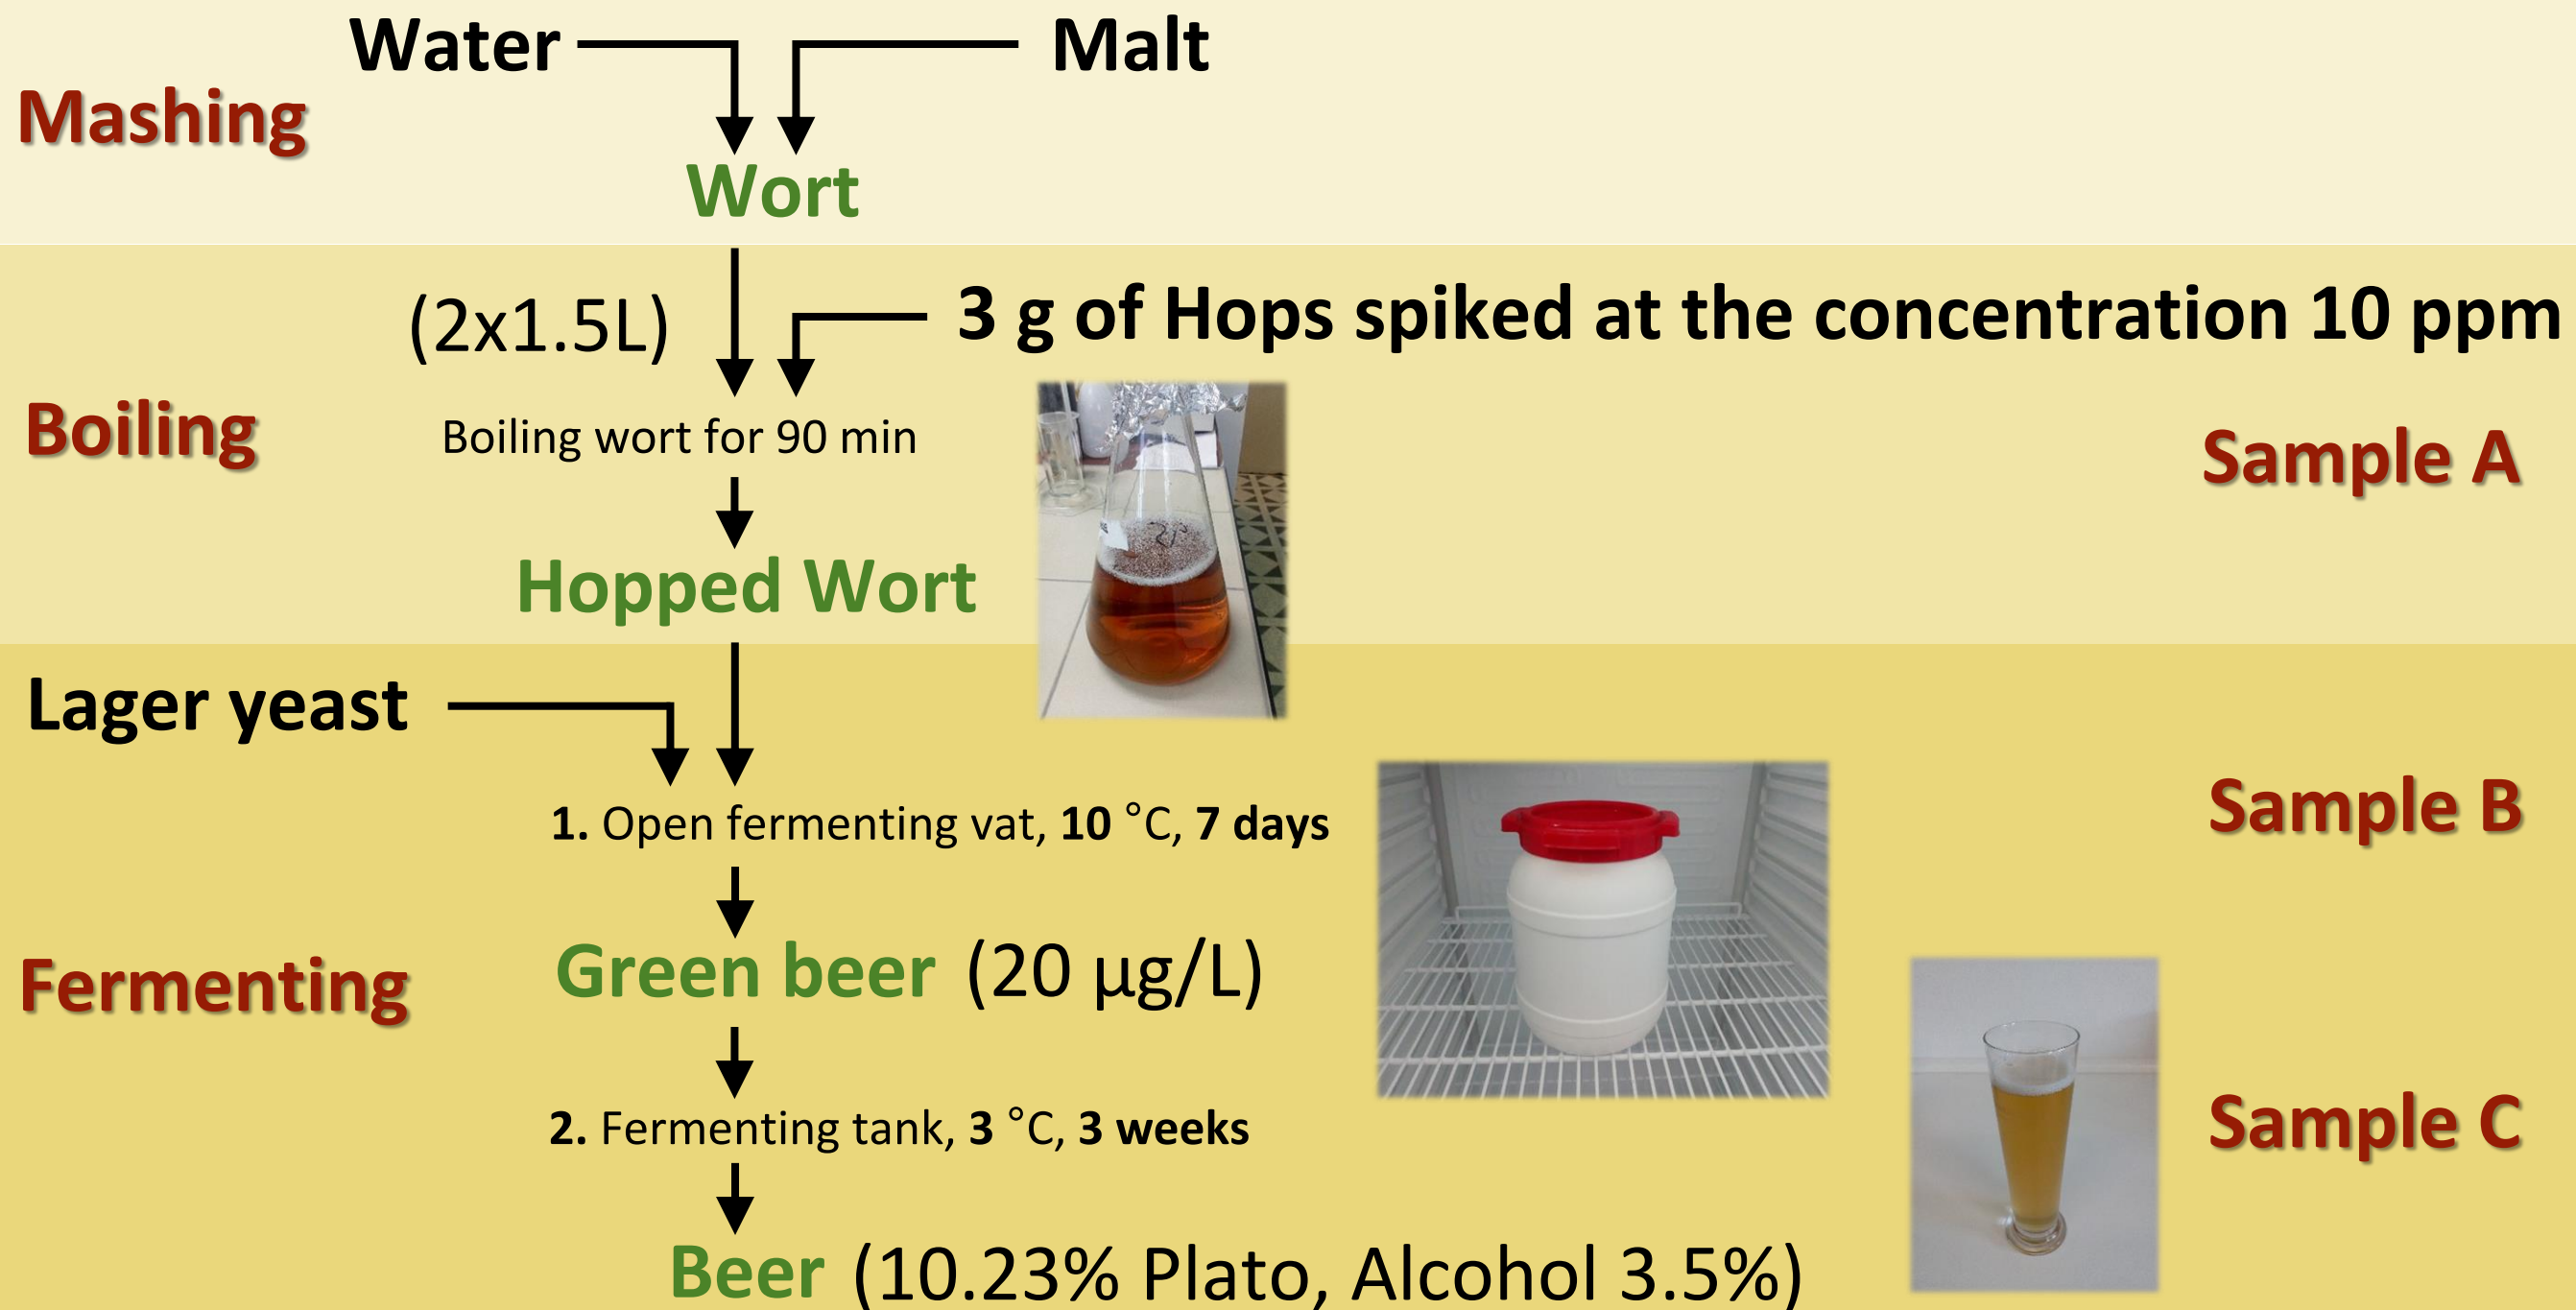 Water
Malt
Mashing
Wort
(2x1.5L)
3 g of Hops spiked at the concentration 10 ppm
Boiling
Boiling wort for 90 min
Sample A
Hopped Wort
Lager yeast
1. Open fermenting vat, 10 °C, 7 days
Sample B
Green beer (20 µg/L)
Fermenting
2. Fermenting tank, 3 °C, 3 weeks
Sample C
Beer (10.23% Plato, Alcohol 3.5%)